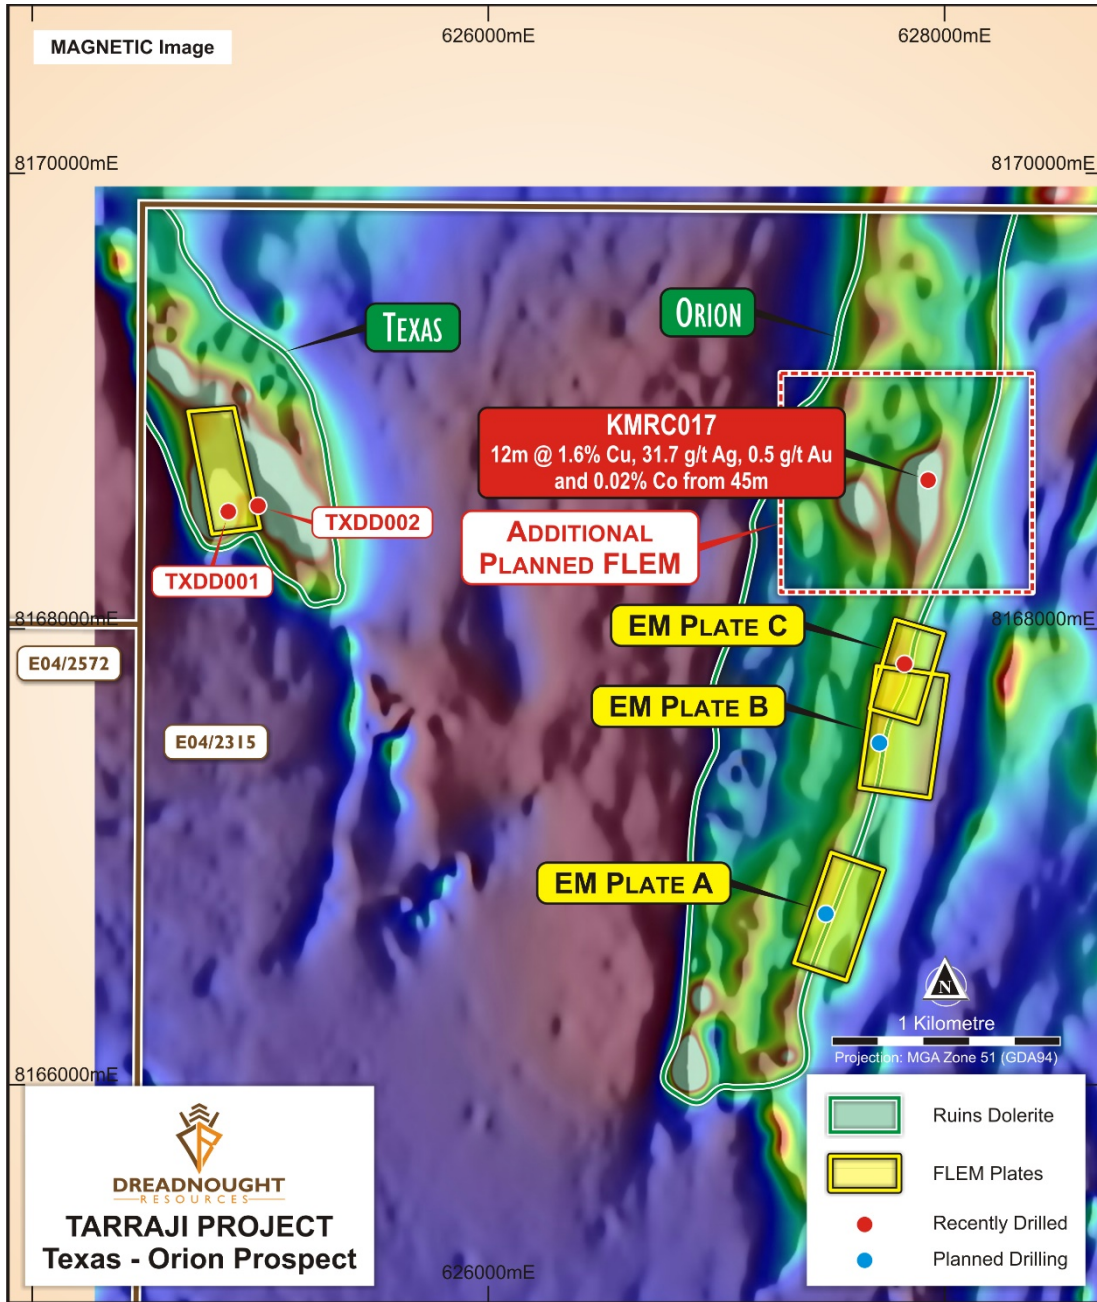 626000mE
628000mE
MAGNETIC Image
8170000mE
8170000mE
TEXAS
ORION
KMRC017
12m @ 1.6% Cu, 31.7 g/t Ag, 0.5 g/t Au
and 0.02% Co from 45m
TXDD002
ADDITIONAL
PLANNED FLEM
TXDD001
8168000mE
8168000mE
EM PLATE C
E04/2572
EM PLATE B
E04/2315
EM PLATE A
N
1 Kilometre
Projection: MGA Zone 51 (GDA94)
8166000mE
Ruins Dolerite
FLEM Plates
Recently Drilled
Planned Drilling
DREADNOUGHT
RESOURCES
TARRAJI PROJECT
Texas - Orion Prospect
626000mE